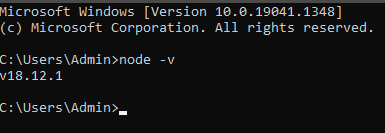 Microsoft Windows [Version 10.0.19041.1348]
(c) Microsoft Corporation. All rights reserved.
C:\Users\Admin>node -v
v18.12.1
C:\Users\Admin>